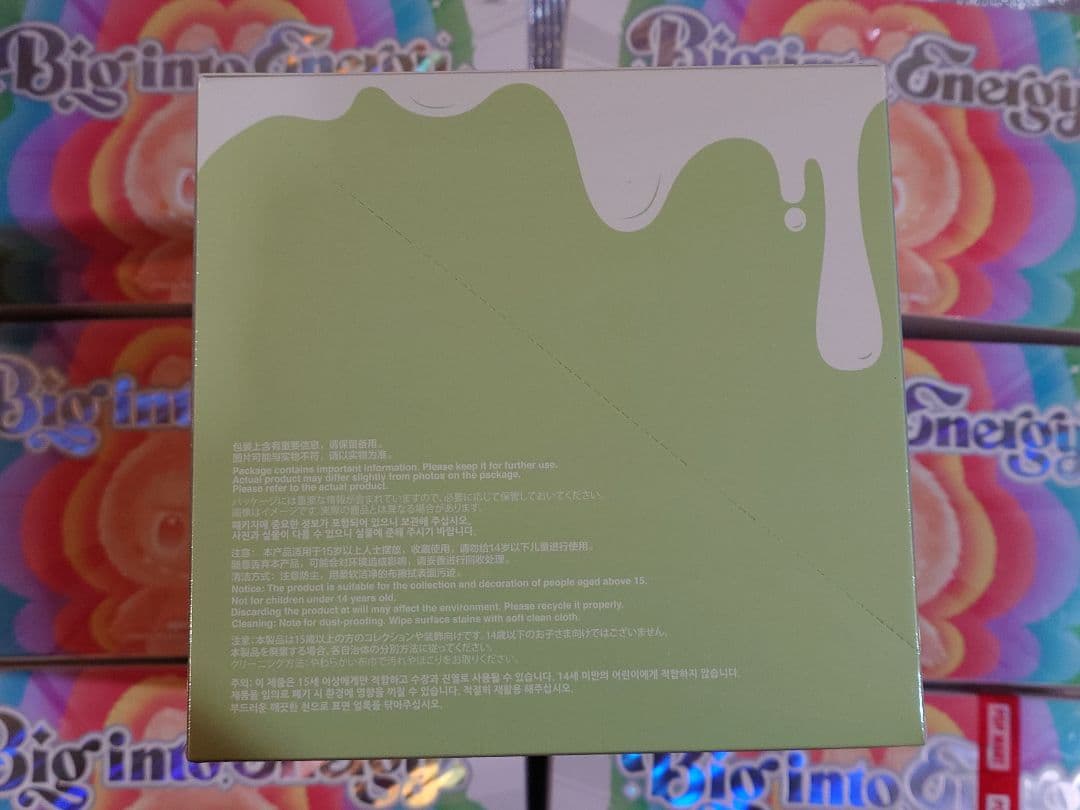 Big into Energy
Big into Energy
包装上含有重要信息，请保留备用。
图片可能与实物不符，请以实物为准。
Package contains important information. Please keep it for further use.
Actual product may differ slightly from photos on the package.
Please refer to the actual product.
パッケージには重要な情報が含まれていますので、必要に応じて保管しておいてください。
画像はイメージです。実際の商品とは異なる場合があります。
패키지에 중요한 정보가 포함되어 있으니 보관해 주십시오.
사진과 실물이 다를 수 있으니 실물에 준해 주시기 바랍니다.
注意： 本产品适用于15岁以上人士摆放，收藏使用，请勿给14岁以下儿童进行使用。
随意丢弃本产品，可能会对环境造成影响，请妥善进行回收处理。
清洁方式：注意防尘，用柔软洁净的布擦拭表面污迹。
Notice: The product is suitable for the collection and decoration of people aged above 15.
Not for children under 14 years old.
Discarding the product at will may affect the environment. Please recycle it properly.
Cleaning: Note for dust-proofing. Wipe surface stains with soft clean cloth.
注意:本製品は15歳以上の方のコレクションや装飾向けです。14歳以下のお子さま向けではございません。
本製品を廃棄する場合、各自治体の分別方法に従ってください。
クリーニング方法:やわらかい布巾で汚れやほこりをお取りください。
주의: 이 제품은 15세 이상에게만 적합하고 수장과 진열로 사용될 수 있습니다. 14세 미만의 어린이에게 적합하지 않습니다.
제품을 임의로 폐기 시 환경에 영향을 끼칠 수 있습니다. 적절히 재활용 해주십시오.
부드러운 깨끗한 천으로 표면 얼룩을 닦아주십시오.
Big into
Energy
Big into Energy
Big into Energy
POP MART